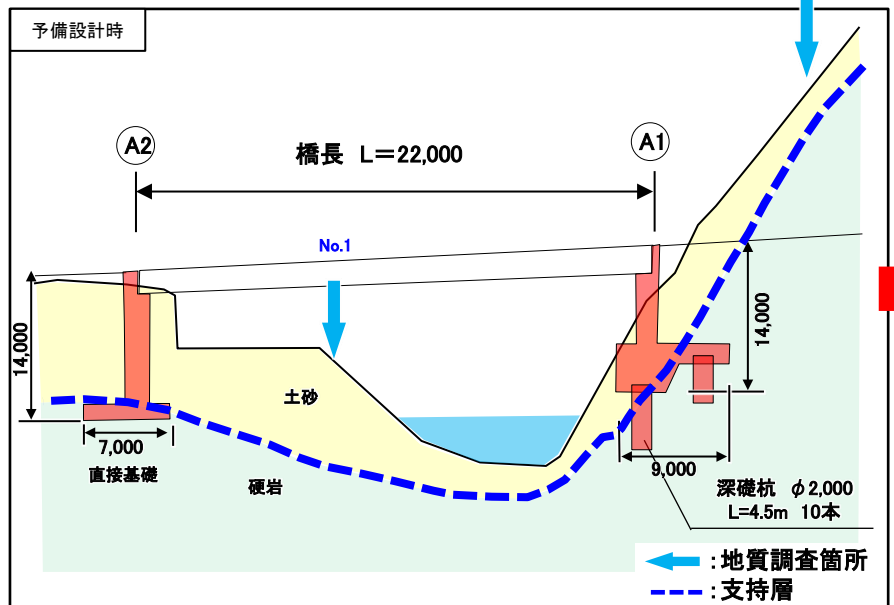 予備設計時
A2
橋長 L=22,000
A1
No.1
14,000
14,000
土砂
7,000
直接基礎
硬岩
9,000
深礎杭 φ2,000
L=4.5m 10本
:地質調査箇所
:支持層